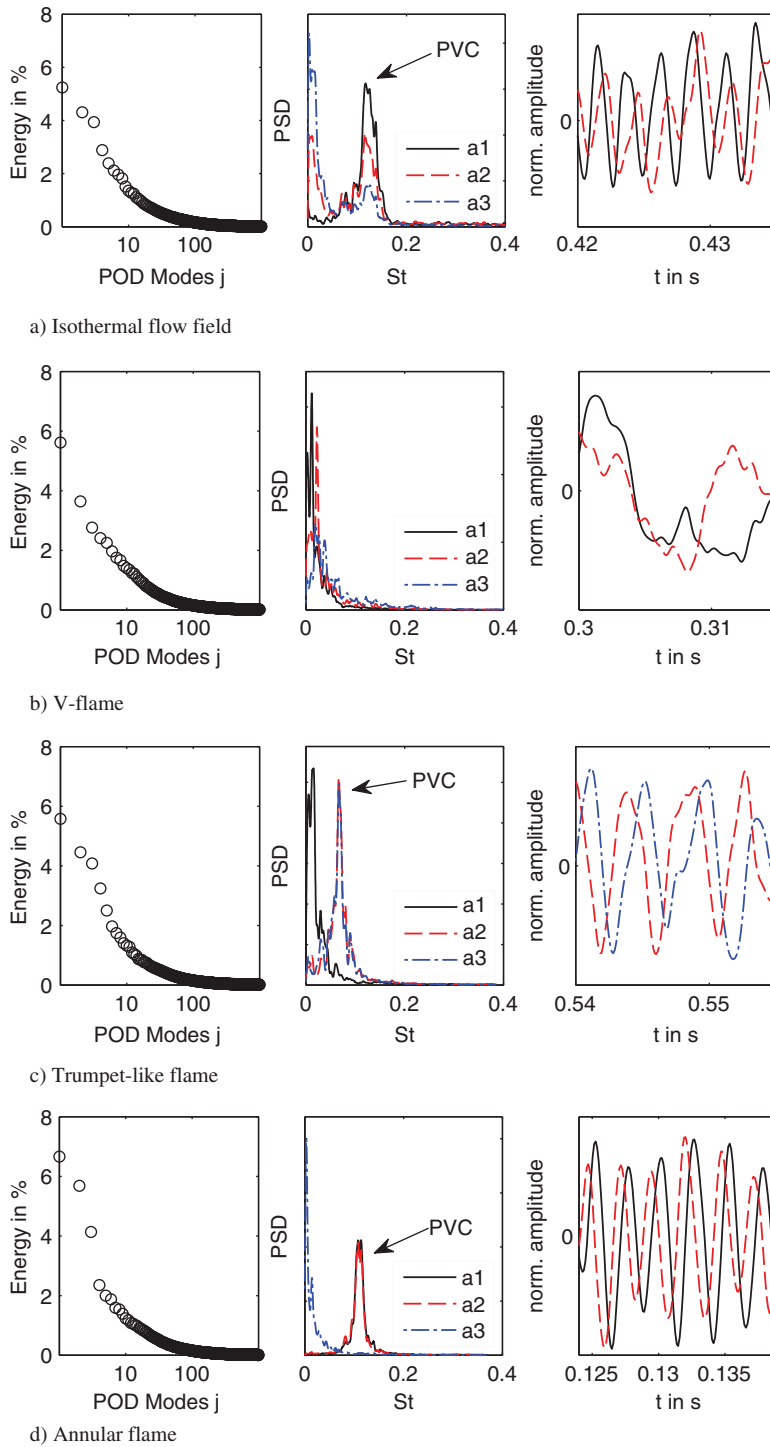 8
6
4
2
0
Energy in %
10 100
POD Modes j
PSD
PVC
a1
a2
a3
0 0.2 0.4
St
norm. amplitude
0
0.42 0.43
t in s
a) Isothermal flow field
8
6
4
2
0
Energy in %
10 100
POD Modes j
PSD
a1
a2
a3
0 0.2 0.4
St
norm. amplitude
0
0.3 0.31
t in s
b) V-flame
8
6
4
2
0
Energy in %
10 100
POD Modes j
PSD
PVC
a1
a2
a3
0 0.2 0.4
St
norm. amplitude
0
0.54 0.55
t in s
c) Trumpet-like flame
8
6
4
2
0
Energy in %
10 100
POD Modes j
PSD
PVC
a1
a2
a3
0 0.2 0.4
St
norm. amplitude
0
0.125 0.13 0.135
t in s
d) Annular flame